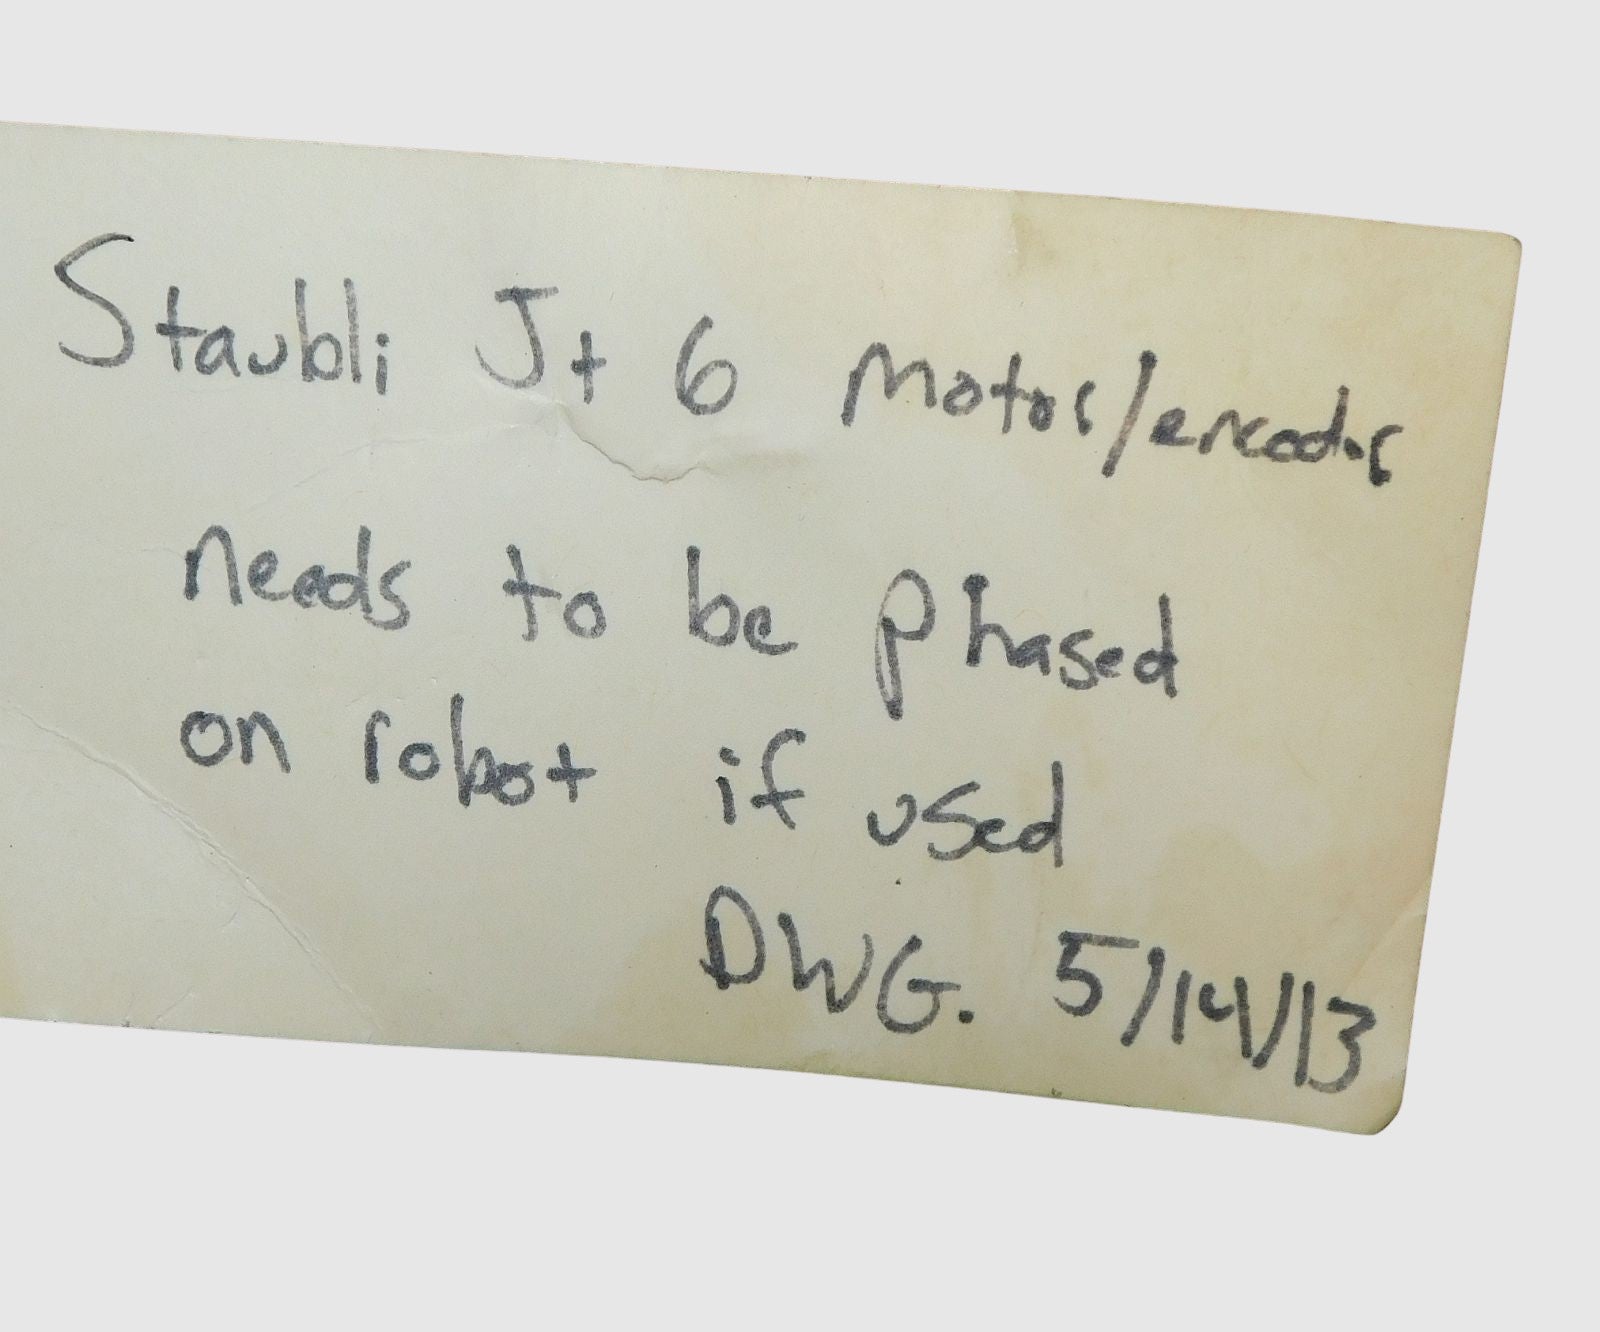 Staubli Jt 6 Motor/encoder
needs to be phased
on robot if used
DWG. 5/14/13